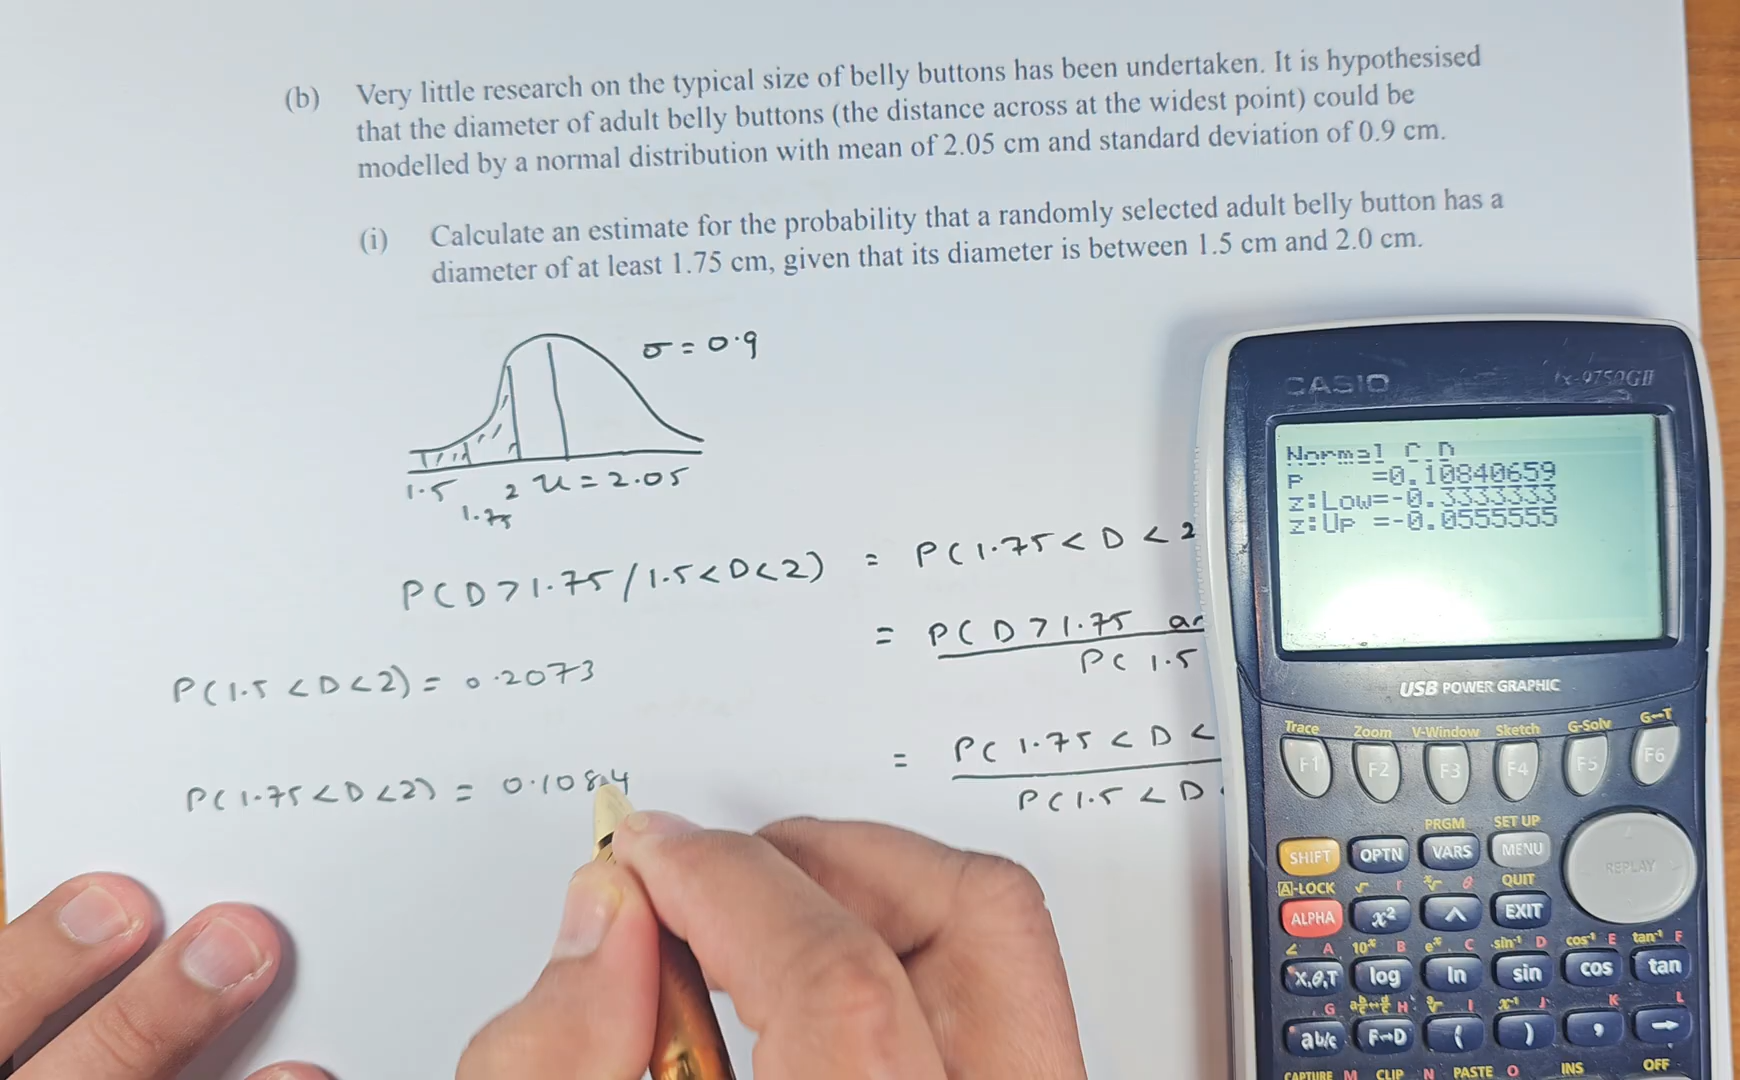 (b) Very little research on the typical size of belly buttons has been undertaken. It is hypothesised
that the diameter of adult belly buttons (the distance across at the widest point) could be
modelled by a normal distribution with mean of 2.05 cm and standard deviation of 0.9 cm.
(i) Calculate an estimate for the probability that a randomly selected adult belly button has a
diameter of at least 1.75 cm, given that its diameter is between 1.5 cm and 2.0 cm.
σ = 0.9
1.5 2 u = 2.05
1.75
P(D>1.75/1.5<D<2) = P(1.75<D<2
= P(D>1.75
P(1.5
P(1.5<D<2) = 0.2073
= P(1.75<D<
P(1.5<D
P(1.75<D<2) = 0.1084
CASIO fx-9750GII
Normal C.D
p =0.10840659
z:Low=-0.3333333
z:Up =-0.0555555
USB POWER GRAPHIC
Trace Zoom V-Window Sketch G-Solv G↔T
F1 F2 F3 F4 F5 F6
PRGM SET UP
SHIFT OPTN VARS MENU REPLAY
A-LOCK √ r ˣ√ θ QUIT
ALPHA x² ^ EXIT
∠ A 10ˣ B eˣ C sin⁻¹ D cos⁻¹ E tan⁻¹ F
X,θ,T log ln sin cos tan
G H I x⁻¹ J K L
ab/c F↔D ( ) , →
CAPTURE M CLIP N PASTE O INS OFF